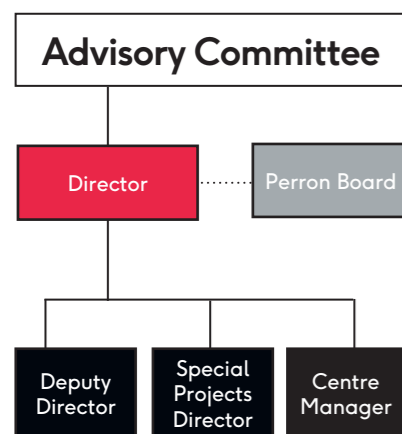 Advisory Committee
Director
Perron Board
Deputy
Director
Special
Projects
Director
Centre
Manager